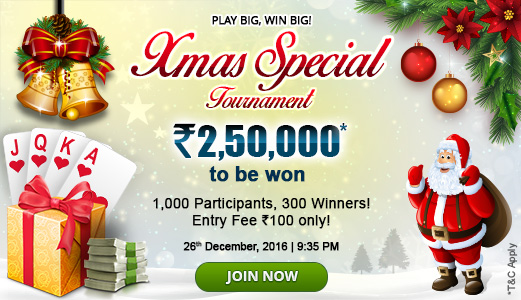 PLAY BIG, WIN BIG!
Xmas Special
Tournament
₹2,50,000*
to be won
1,000 Participants, 300 Winners!
Entry Fee ₹100 only!
26th December, 2016 | 9:35 PM
JOIN NOW
J Q K A
*T&C Apply